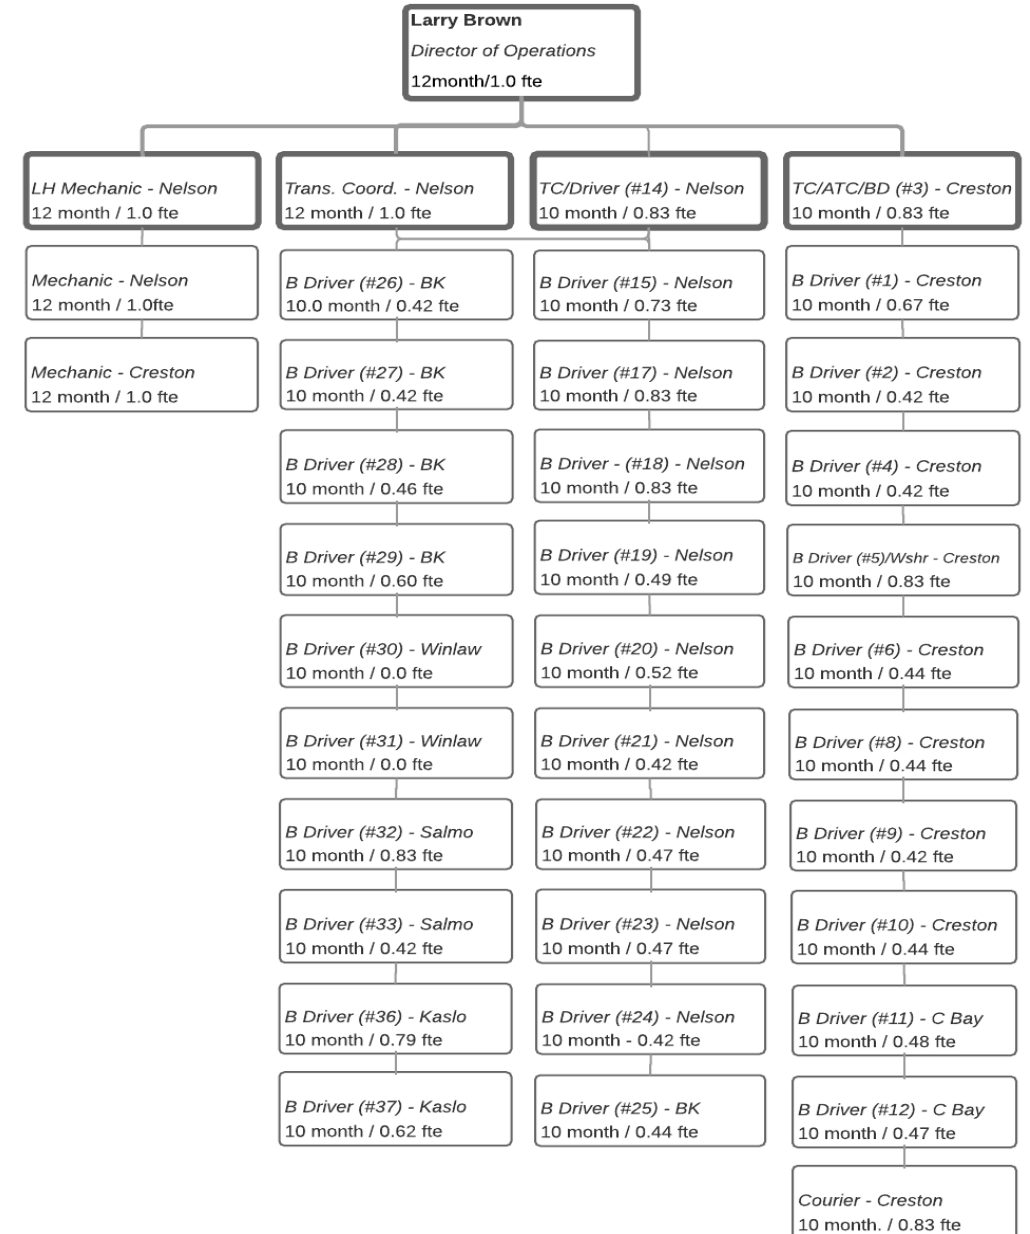 Larry Brown
Director of Operations
12month/1.0 fte
LH Mechanic - Nelson
12 month / 1.0 fte
Mechanic - Nelson
12 month / 1.0fte
Mechanic - Creston
12 month / 1.0 fte
Trans. Coord. - Nelson
12 month / 1.0 fte
B Driver (#26) - BK
10.0 month / 0.42 fte
B Driver (#27) - BK
10 month / 0.42 fte
B Driver (#28) - BK
10 month / 0.46 fte
B Driver (#29) - BK
10 month / 0.60 fte
B Driver (#30) - Winlaw
10 month / 0.0 fte
B Driver (#31) - Winlaw
10 month / 0.0 fte
B Driver (#32) - Salmo
10 month / 0.83 fte
B Driver (#33) - Salmo
10 month / 0.42 fte
B Driver (#36) - Kaslo
10 month / 0.79 fte
B Driver (#37) - Kaslo
10 month / 0.62 fte
TC/Driver (#14) - Nelson
10 month / 0.83 fte
B Driver (#15) - Nelson
10 month / 0.73 fte
B Driver (#17) - Nelson
10 month / 0.83 fte
B Driver - (#18) - Nelson
10 month / 0.83 fte
B Driver (#19) - Nelson
10 month / 0.49 fte
B Driver (#20) - Nelson
10 month / 0.52 fte
B Driver (#21) - Nelson
10 month / 0.42 fte
B Driver (#22) - Nelson
10 month / 0.47 fte
B Driver (#23) - Nelson
10 month / 0.47 fte
B Driver (#24) - Nelson
10 month - 0.42 fte
B Driver (#25) - BK
10 month / 0.44 fte
TC/ATC/BD (#3) - Creston
10 month / 0.83 fte
B Driver (#1) - Creston
10 month / 0.67 fte
B Driver (#2) - Creston
10 month / 0.42 fte
B Driver (#4) - Creston
10 month / 0.42 fte
B Driver (#5)/Wshr - Creston
10 month / 0.83 fte
B Driver (#6) - Creston
10 month / 0.44 fte
B Driver (#8) - Creston
10 month / 0.44 fte
B Driver (#9) - Creston
10 month / 0.42 fte
B Driver (#10) - Creston
10 month / 0.44 fte
B Driver (#11) - C Bay
10 month / 0.48 fte
B Driver (#12) - C Bay
10 month / 0.47 fte
Courier - Creston
10 month. / 0.83 fte